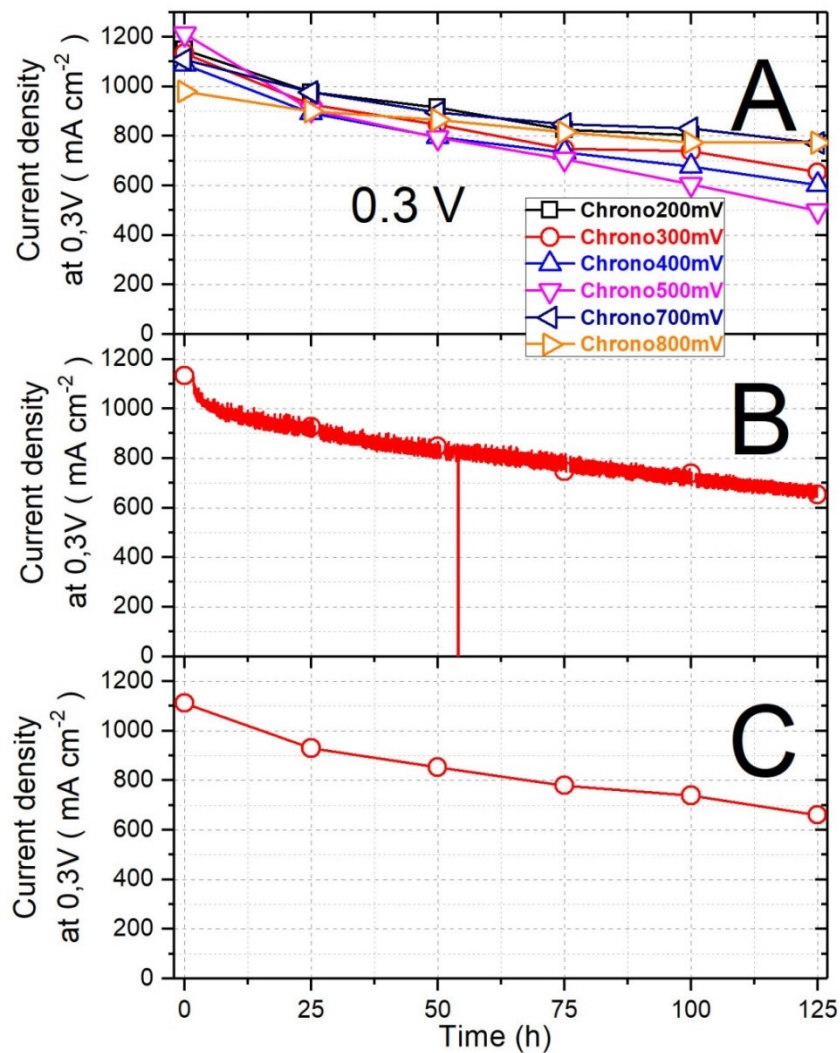 1200
1000
800
600
400
200
0
Current density
at 0,3V ( mA cm-2 )
A
0.3 V
Chrono200mV
Chrono300mV
Chrono400mV
Chrono500mV
Chrono700mV
Chrono800mV
1200
1000
800
600
400
200
0
Current density
at 0,3V ( mA cm-2 )
B
1200
1000
800
600
400
200
0
Current density
at 0,3V ( mA cm-2 )
C
0 25 50 75 100 125
Time (h)